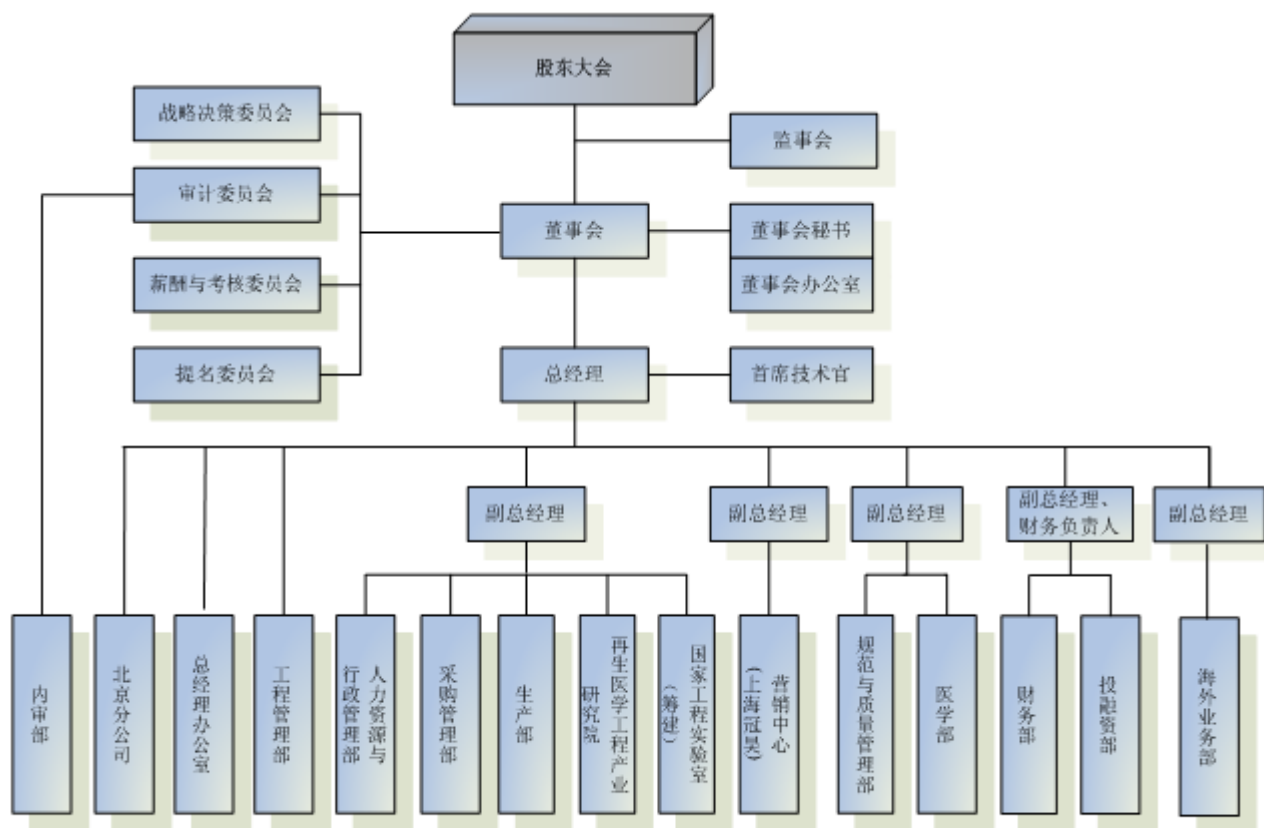 股东大会
战略决策委员会
监事会
审计委员会
董事会
董事会秘书
薪酬与考核委员会
董事会办公室
提名委员会
总经理
首席技术官
副总经理
副总经理
副总经理
副总经理、
财务负责人
副总经理
内审部
北京分公司
总经理办公室
工程管理部
人力资源与
行政管理部
采购管理部
生产部
再生医学工程产业
研究院
国家工程实验室
(筹建)
营销中心
(上海冠昊)
规范与质量管理部
医学部
财务部
投融资部
海外业务部